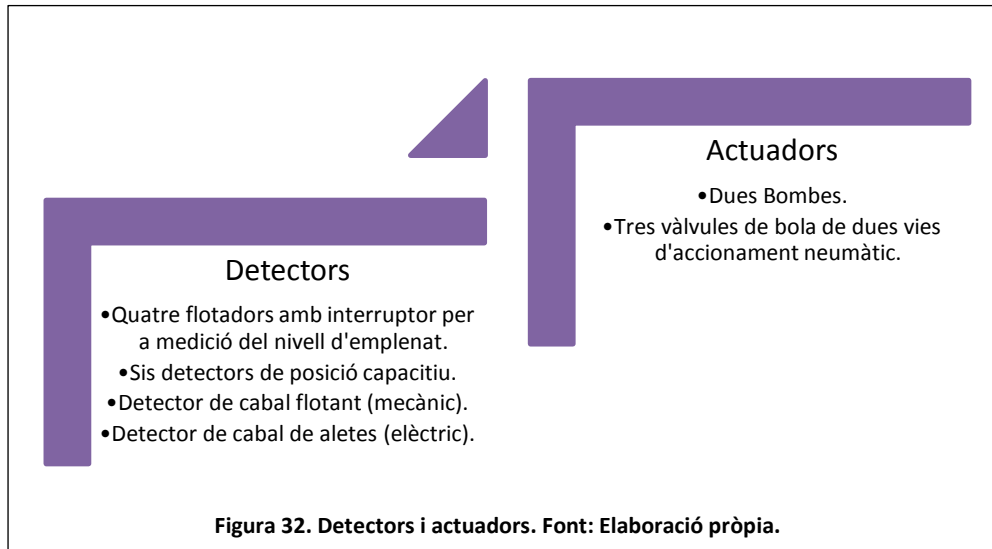 Detectors
•Quatre flotadors amb interruptor per
a medició del nivell d'emplenat.
•Sis detectors de posició capacitiu.
•Detector de cabal flotant (mecànic).
•Detector de cabal de aletes (elèctric).
Actuadors
•Dues Bombes.
•Tres vàlvules de bola de dues vies
d'accionament neumàtic.
Figura 32. Detectors i actuadors. Font: Elaboració pròpia.